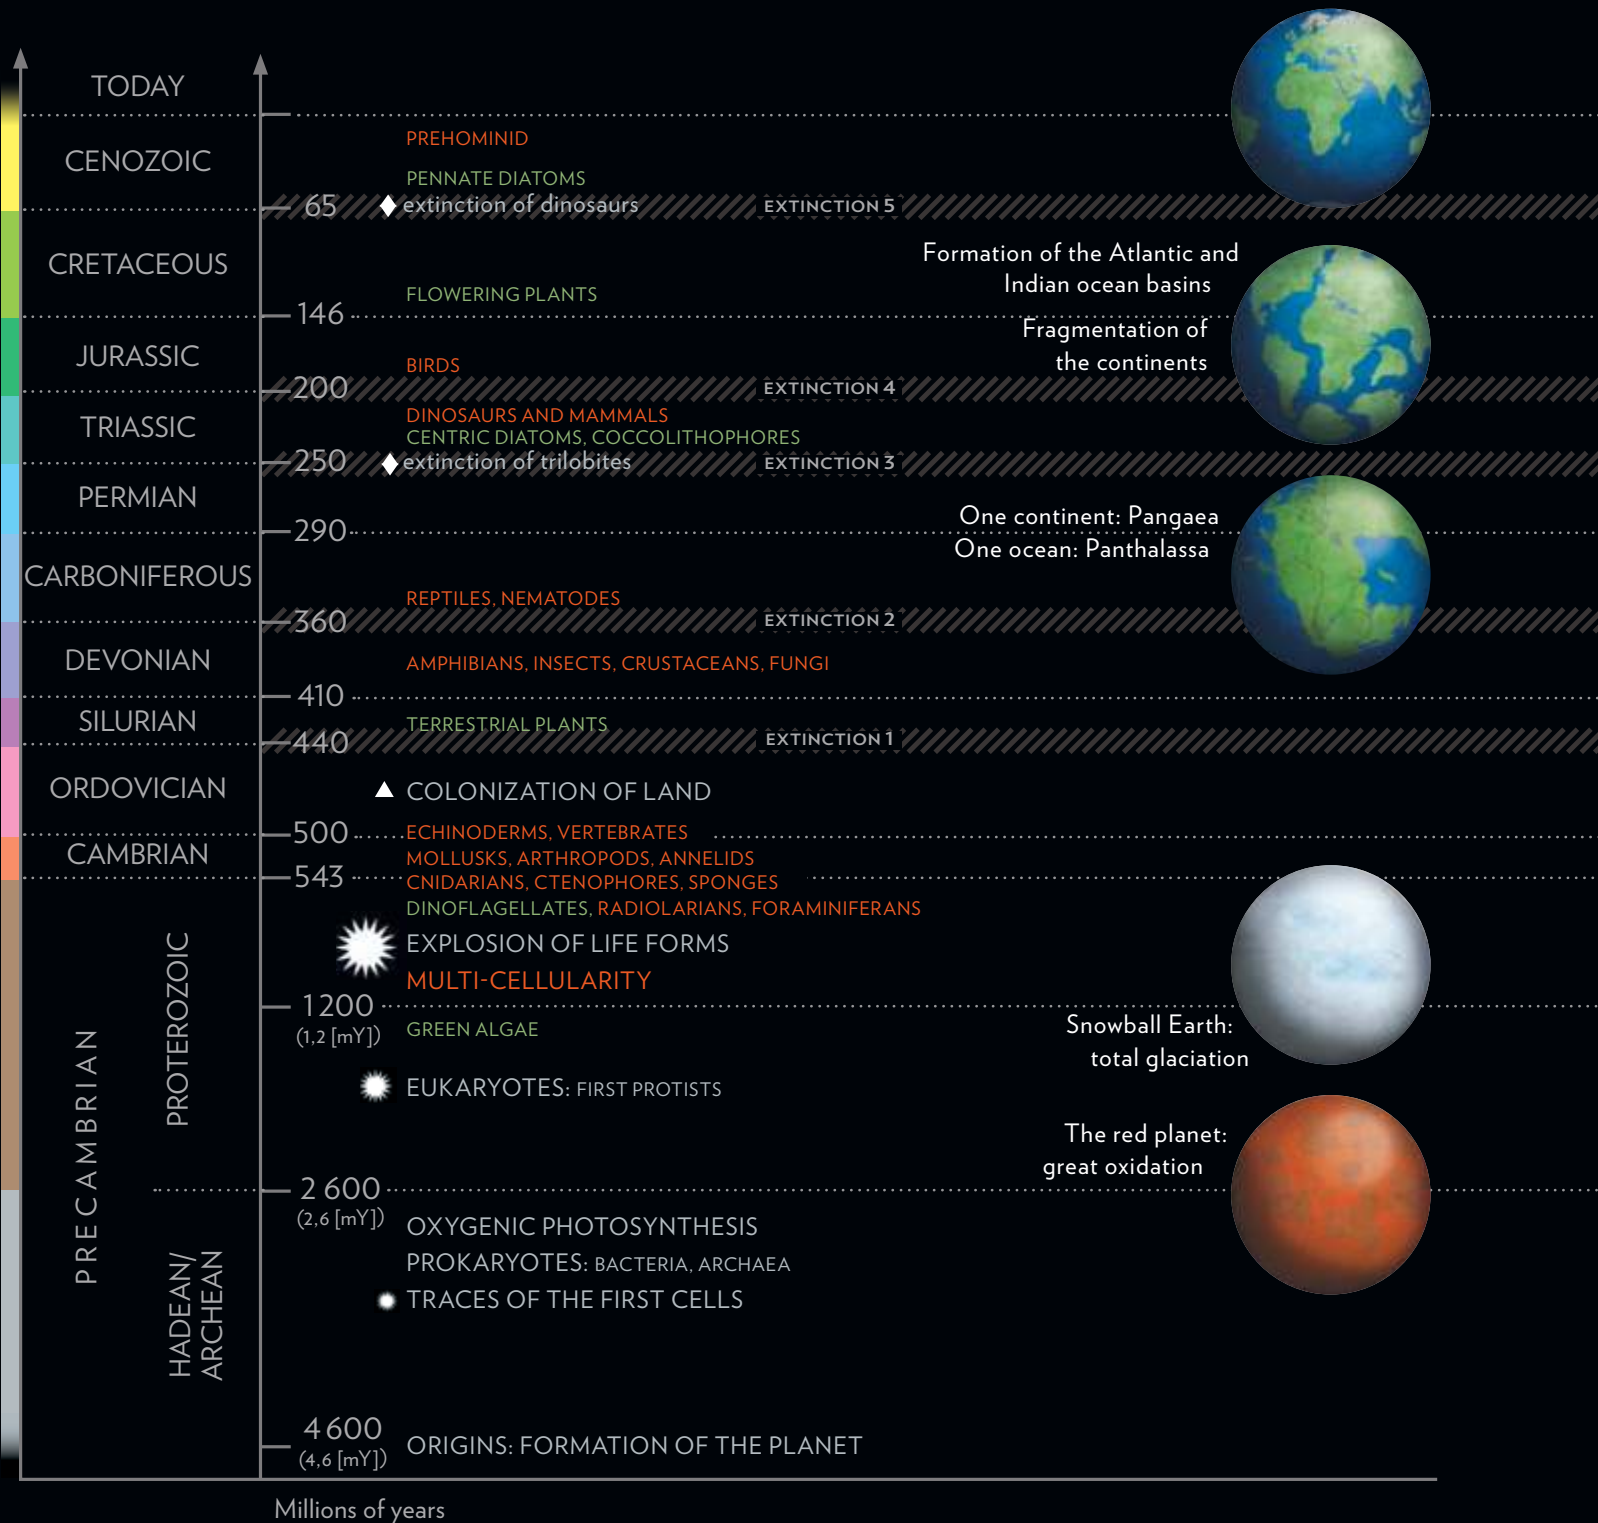 TODAY
PREHOMINID
CENOZOIC
PENNATE DIATOMS
65 extinction of dinosaurs EXTINCTION 5
Formation of the Atlantic and
Indian ocean basins
CRETACEOUS
FLOWERING PLANTS
146
Fragmentation of
the continents
JURASSIC
BIRDS
200 EXTINCTION 4
DINOSAURS AND MAMMALS
TRIASSIC
CENTRIC DIATOMS, COCCOLITHOPHORES
250 extinction of trilobites EXTINCTION 3
PERMIAN
One continent: Pangaea
290
One ocean: Panthalassa
CARBONIFEROUS
REPTILES, NEMATODES
360 EXTINCTION 2
DEVONIAN
AMPHIBIANS, INSECTS, CRUSTACEANS, FUNGI
410
SILURIAN
TERRESTRIAL PLANTS
440 EXTINCTION 1
ORDOVICIAN
COLONIZATION OF LAND
500 ECHINODERMS, VERTEBRATES
CAMBRIAN
MOLLUSKS, ARTHROPODS, ANNELIDS
543 CNIDARIANS, CTENOPHORES, SPONGES
DINOFLAGELLATES, RADIOLARIANS, FORAMINIFERANS
EXPLOSION OF LIFE FORMS
MULTI-CELLULARITY
1200
(1,2 [mY])
GREEN ALGAE
Snowball Earth:
total glaciation
PRECAMBRIAN
PROTEROZOIC
EUKARYOTES: FIRST PROTISTS
The red planet:
great oxidation
2 600
(2,6 [mY])
OXYGENIC PHOTOSYNTHESIS
PROKARYOTES: BACTERIA, ARCHAEA
TRACES OF THE FIRST CELLS
HADEAN/
ARCHEAN
4 600
(4,6 [mY])
ORIGINS: FORMATION OF THE PLANET
Millions of years